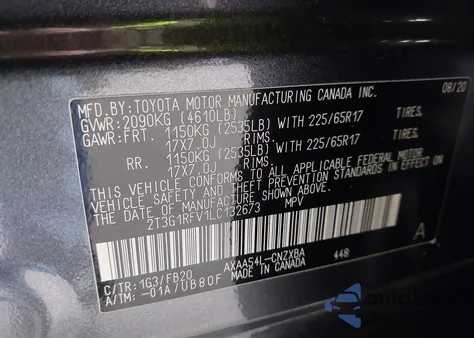 MFD. BY: TOYOTA MOTOR MANUFACTURING CANADA INC. 08/20
GVWR: 2090KG (4610LB)
GAWR: FRT. 1150KG (2535LB) WITH 225/65R17
17X7.0J RIMS.
RR. 1150KG (2535LB) WITH 225/65R17
17X7.0J RIMS.
THIS VEHICLE CONFORMS TO ALL APPLICABLE FEDERAL MOTOR
VEHICLE SAFETY AND THEFT PREVENTION STANDARDS IN EFFECT ON
THE DATE OF MANUFACTURE SHOWN ABOVE.
2T3G1RFV1LC132673 MPV
A
C/TR: 1G3/FB20 AXAA54L-CNZXBA 448
A/TM: -01A/UB80F MADE IN CANADA